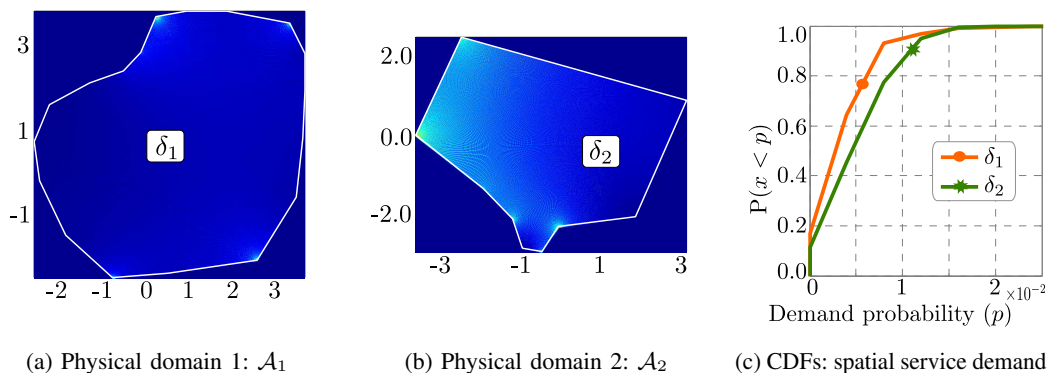 3
1
-1
δ₁
-2 -1 0 1 2 3
(a) Physical domain 1: 𝒜₁
2.0
0.0
-2.0
δ₂
-3 -1 1 3
(b) Physical domain 2: 𝒜₂
P(x < p)
1.0
0.8
0.6
0.4
0.2
0.0
δ₁
δ₂
0 1 2 ×10⁻²
Demand probability (p)
(c) CDFs: spatial service demand